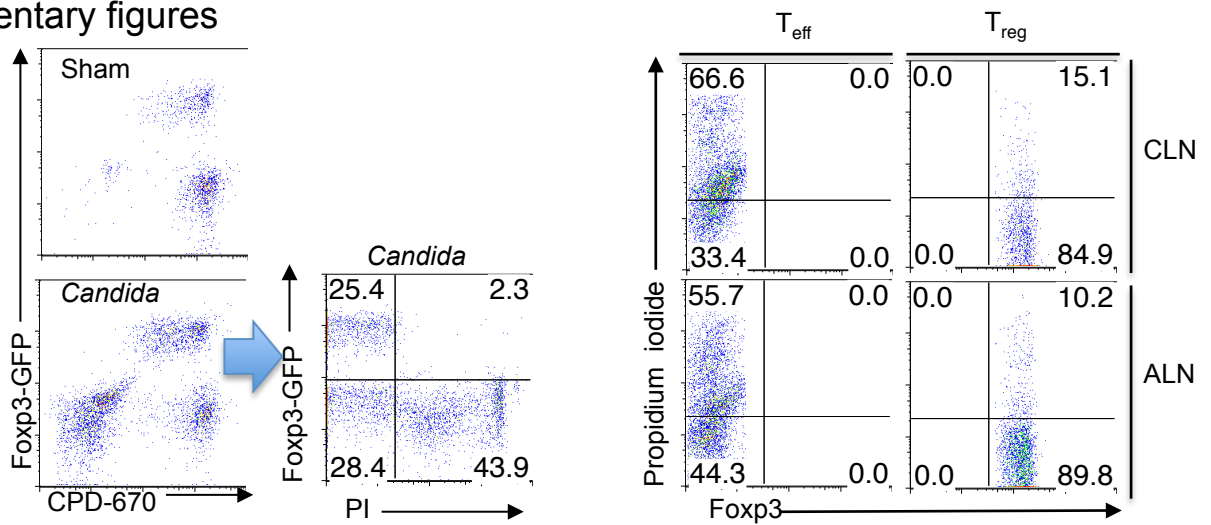 entary figures
Sham
Candida
Foxp3-GFP
CPD-670
Candida
25.4 2.3
28.4 43.9
Foxp3-GFP
PI
Teff Treg
66.6 0.0 0.0 15.1
33.4 0.0 0.0 84.9
CLN
55.7 0.0 0.0 10.2
44.3 0.0 0.0 89.8
ALN
Propidium iodide
Foxp3